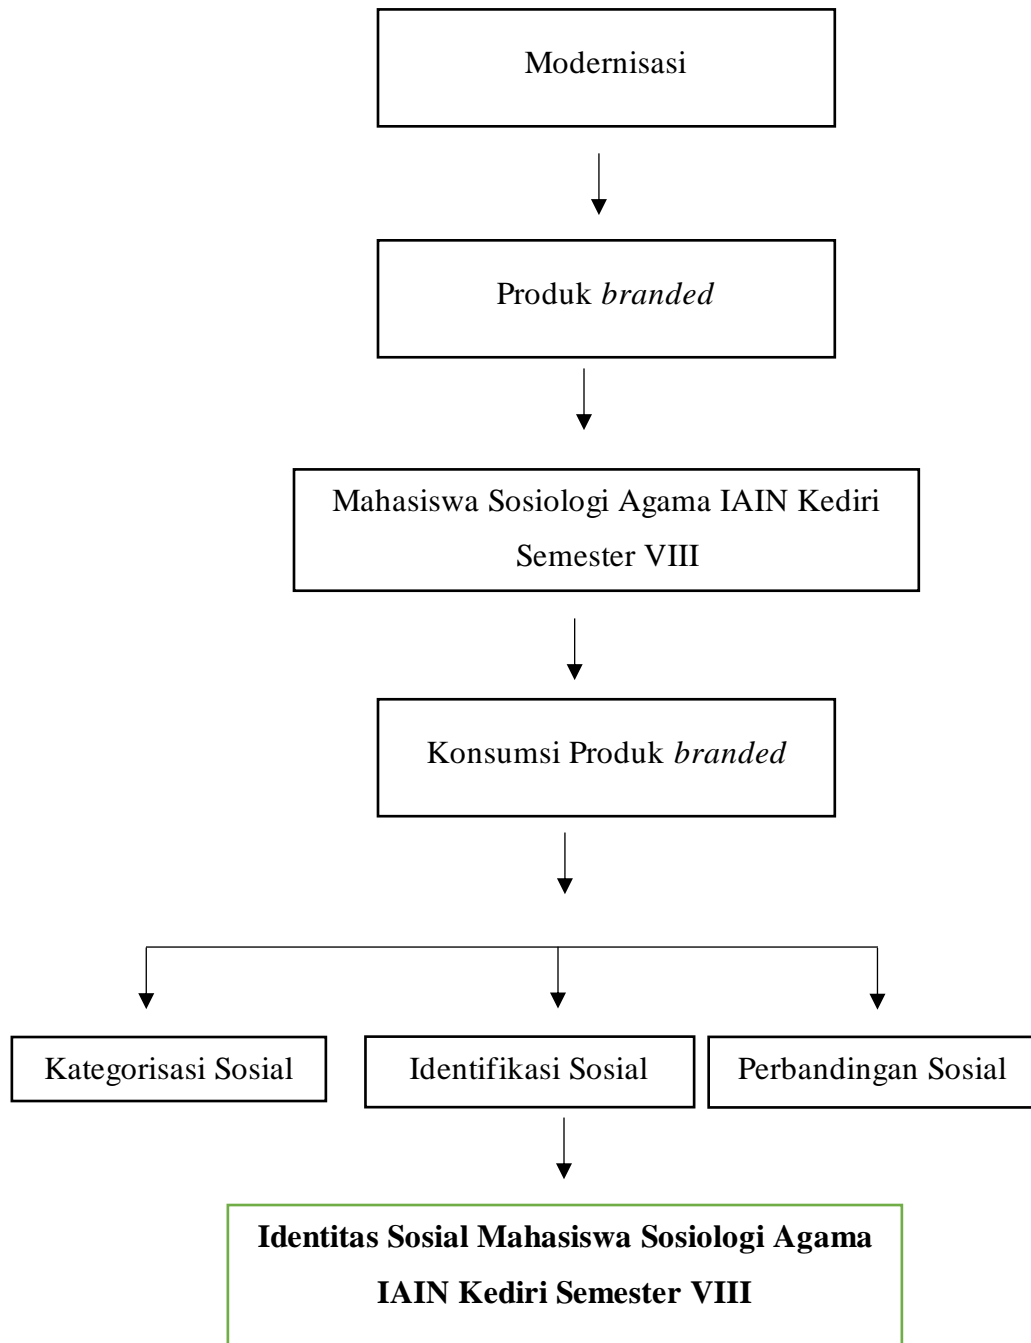 Modernisasi
Produk branded
Mahasiswa Sosiologi Agama IAIN Kediri
Semester VIII
Konsumsi Produk branded
Kategorisasi Sosial
Identifikasi Sosial
Perbandingan Sosial
Identitas Sosial Mahasiswa Sosiologi Agama
IAIN Kediri Semester VIII